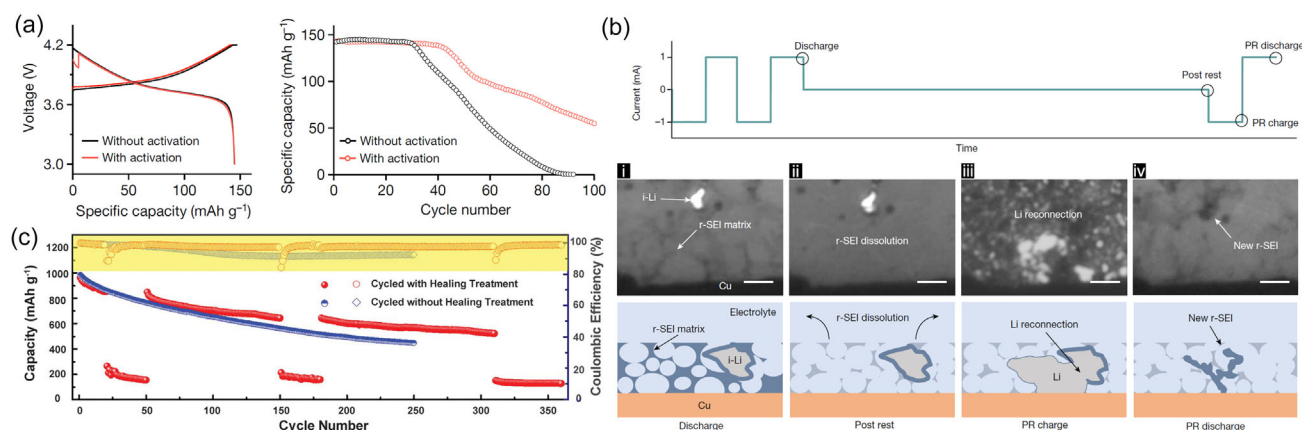 (a)
4.2
3.6
3.0
Voltage (V)
Without activation
With activation
0 40 80 120 160
Specific capacity (mAh g⁻¹)
150
100
50
0
Specific capacity (mAh g⁻¹)
Without activation
With activation
0 20 40 60 80 100
Cycle number
(b)
Discharge
PR discharge
Post rest
PR charge
1
0
−1
Current (mA)
Time
i
i-Li
r-SEI matrix
Cu
ii
r-SEI dissolution
iii
Li reconnection
iv
New r-SEI
r-SEI matrix
Electrolyte
i-Li
Cu
r-SEI dissolution
Li reconnection
Li
New r-SEI
Discharge
Post rest
PR charge
PR discharge
(c)
1200
1000
800
600
400
200
0
Capacity (mAh g⁻¹)
Cycled with Healing Treatment
Cycled without Healing Treatment
100
80
60
40
20
0
Coulombic Efficiency (%)
0 50 100 150 200 250 300 350
Cycle Number